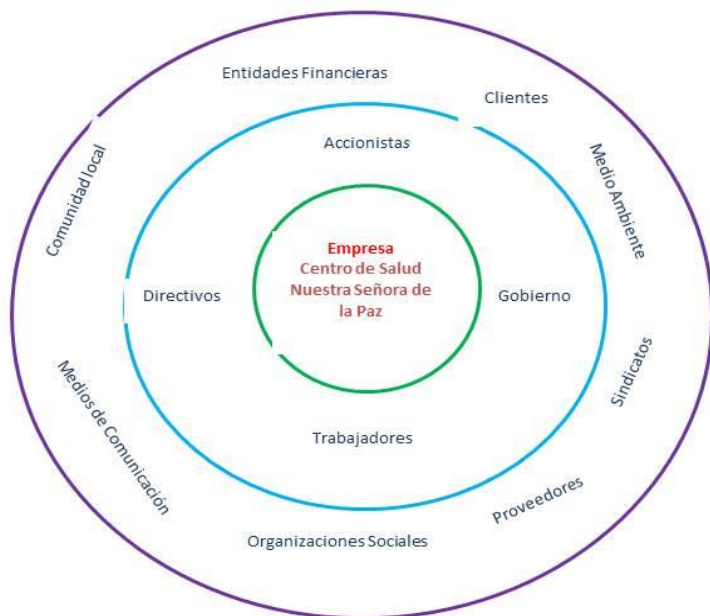 Entidades Financieras
Clientes
Accionistas
Comunidad local
Medio Ambiente
Empresa
Centro de Salud
Nuestra Señora de
la Paz
Directivos
Gobierno
Sindicatos
Medios de Comunicación
Trabajadores
Proveedores
Organizaciones Sociales